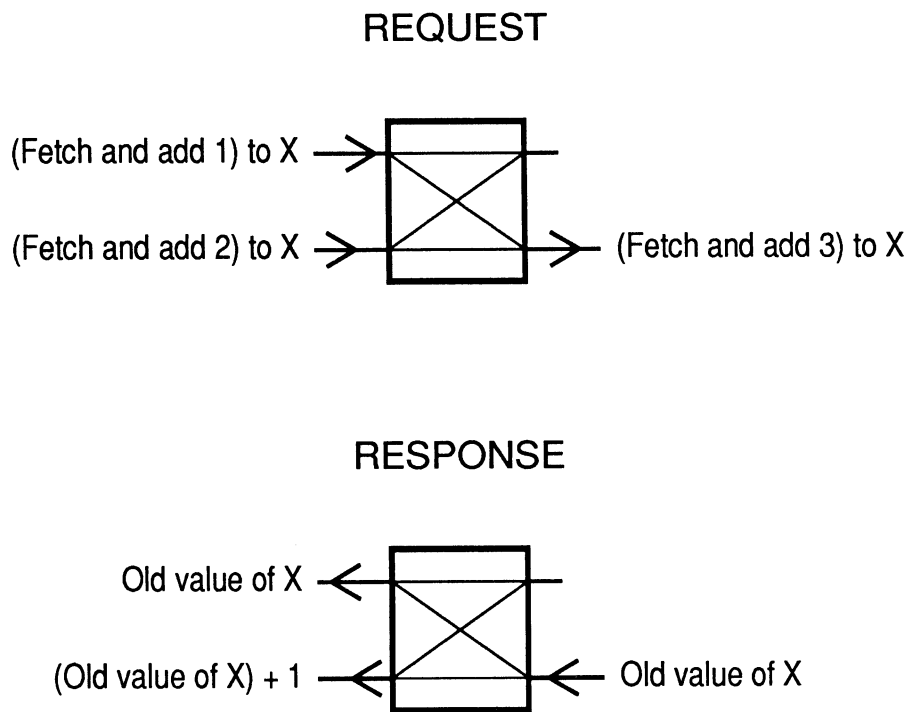 REQUEST
(Fetch and add 1) to X
(Fetch and add 2) to X
(Fetch and add 3) to X
RESPONSE
Old value of X
(Old value of X) + 1
Old value of X